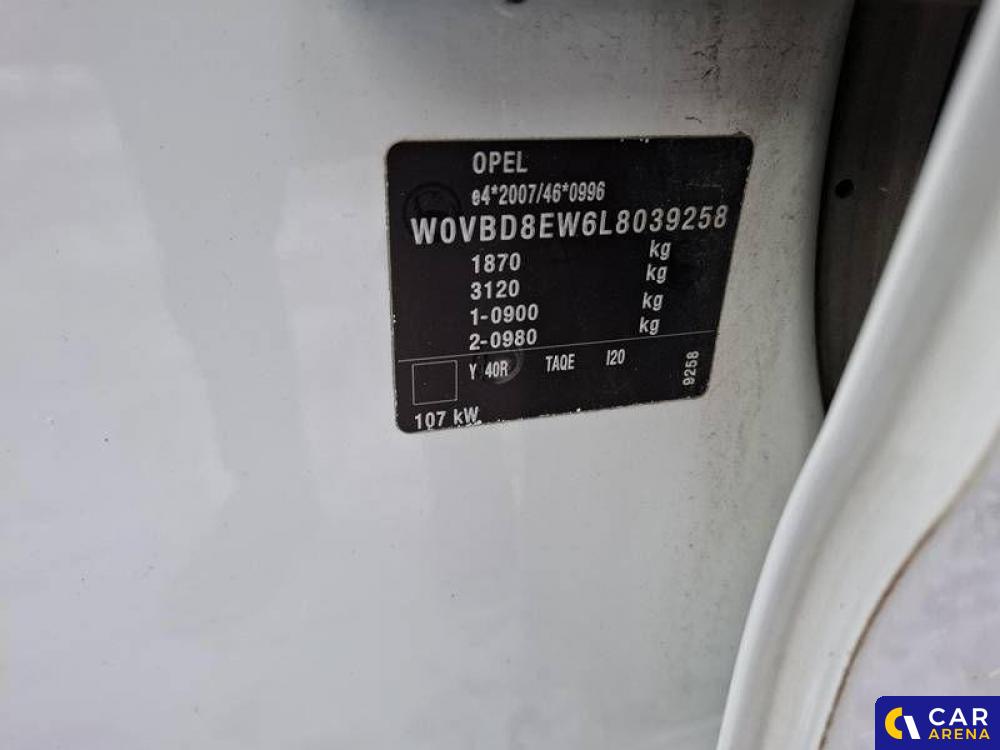 OPEL
e4*2007/46*0996
W0VBD8EW6L8039258
1870 kg
3120 kg
1-0900 kg
2-0980 kg
Y 40R TAQE I20
9258
107 kW
CAR
ARENA